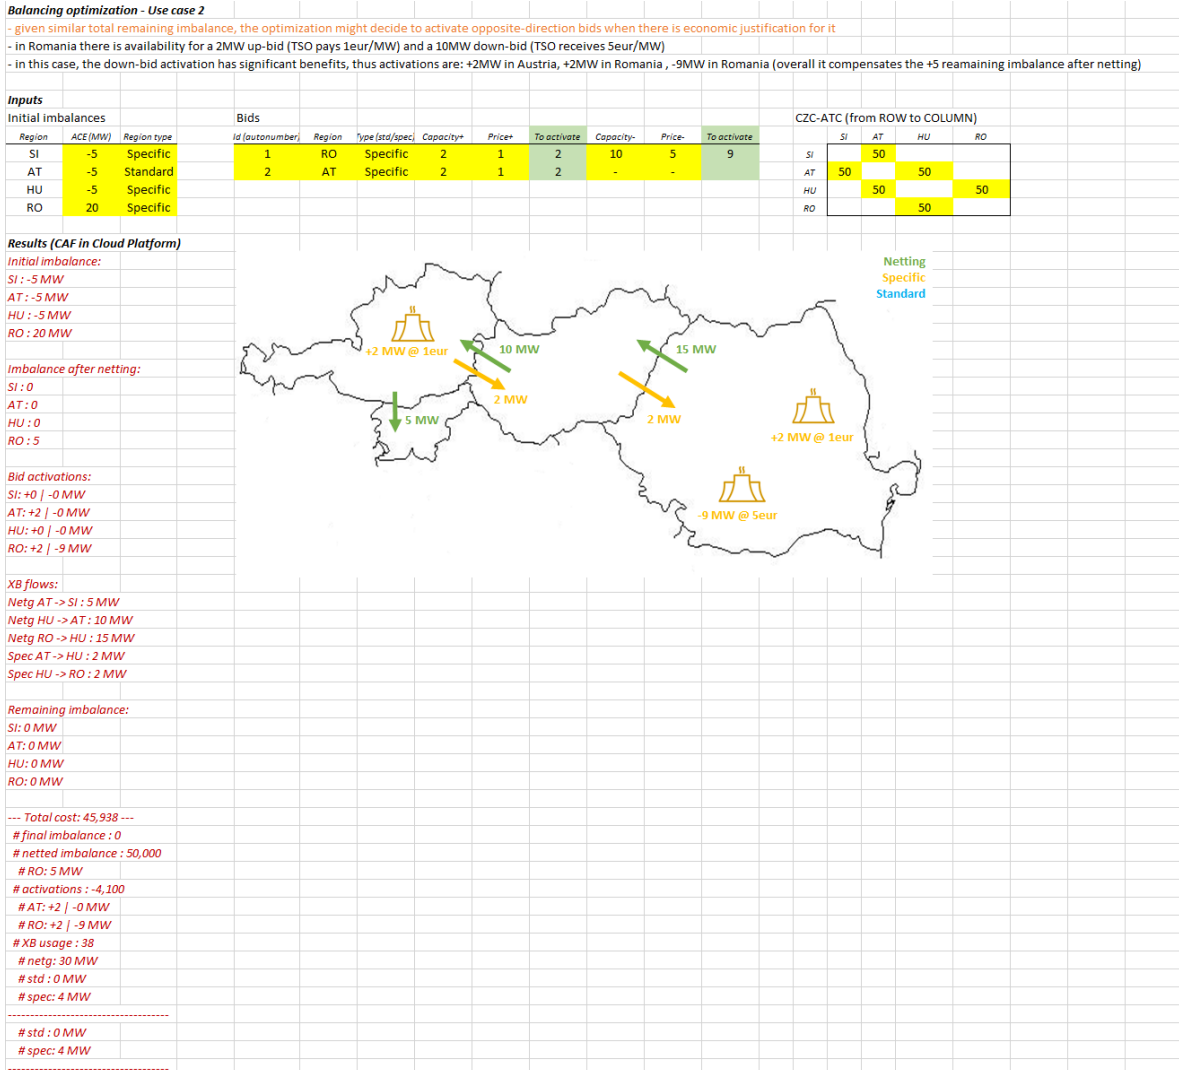 Balancing optimization - Use case 2
- given similar total remaining imbalance, the optimization might decide to activate opposite-direction bids when there is economic justification for it
- in Romania there is availability for a 2MW up-bid (TSO pays 1eur/MW) and a 10MW down-bid (TSO receives 5eur/MW)
- in this case, the down-bid activation has significant benefits, thus activations are: +2MW in Austria, +2MW in Romania , -9MW in Romania (overall it compensates the +5 reamaining imbalance after netting)
Inputs
Initial imbalances Bids CZC-ATC (from ROW to COLUMN)
Region ACE (MW) Region type Id (autonumber) Region Type (std/spec) Capacity+ Price+ To activate Capacity- Price- To activate SI AT HU RO
SI -5 Specific 1 RO Specific 2 1 2 10 5 9 SI 50
AT -5 Standard 2 AT Specific 2 1 2 - - AT 50 50
HU -5 Specific HU 50 50
RO 20 Specific RO 50
Results (CAF in Cloud Platform)
Initial imbalance:
SI : -5 MW
AT : -5 MW
HU : -5 MW
RO : 20 MW
Imbalance after netting:
SI : 0
AT : 0
HU : 0
RO : 5
Bid activations:
SI: +0 | -0 MW
AT: +2 | -0 MW
HU: +0 | -0 MW
RO: +2 | -9 MW
XB flows:
Netg AT -> SI : 5 MW
Netg HU -> AT : 10 MW
Netg RO -> HU : 15 MW
Spec AT -> HU : 2 MW
Spec HU -> RO : 2 MW
Remaining imbalance:
SI: 0 MW
AT: 0 MW
HU: 0 MW
RO: 0 MW
--- Total cost: 45,938 ---
# final imbalance : 0
# netted imbalance : 50,000
# RO: 5 MW
# activations : -4,100
# AT: +2 | -0 MW
# RO: +2 | -9 MW
# XB usage : 38
# netg: 30 MW
# std : 0 MW
# spec: 4 MW
-----------------------------------
# std : 0 MW
# spec: 4 MW
-----------------------------------
Netting
Specific
Standard
+2 MW @ 1eur
10 MW
15 MW
2 MW
5 MW
2 MW
+2 MW @ 1eur
-9 MW @ 5eur